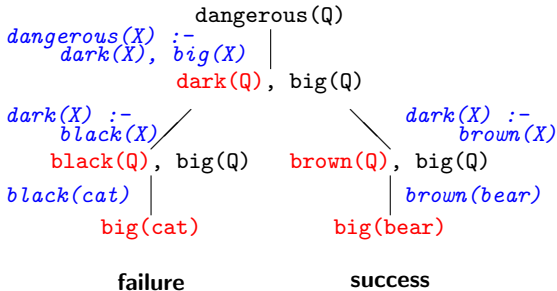 dangerous(Q)
dangerous(X) :-
dark(X), big(X)
dark(Q), big(Q)
dark(X) :-
black(X)
dark(X) :-
brown(X)
black(Q), big(Q)
brown(Q), big(Q)
black(cat)
brown(bear)
big(cat)
big(bear)
failure
success